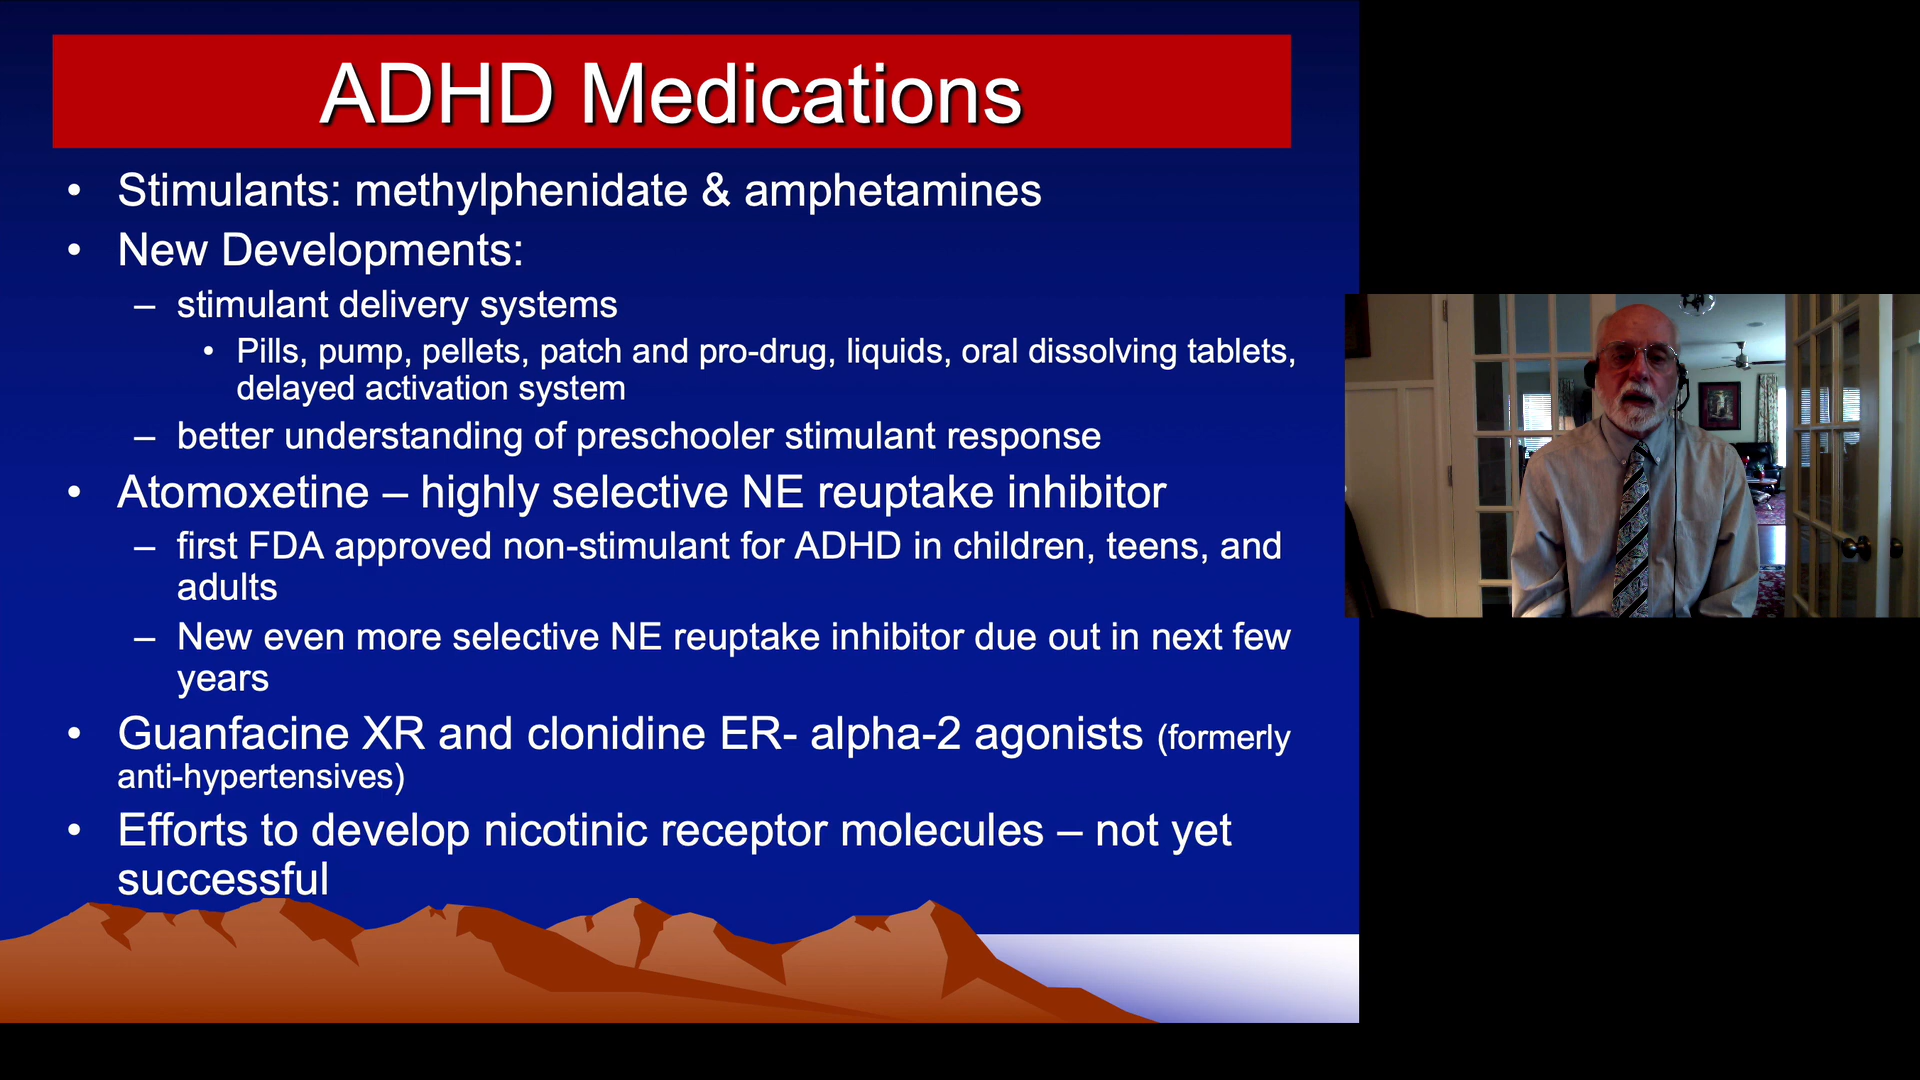 ADHD Medications
• Stimulants: methylphenidate & amphetamines
• New Developments:
– stimulant delivery systems
• Pills, pump, pellets, patch and pro-drug, liquids, oral dissolving tablets,
delayed activation system
– better understanding of preschooler stimulant response
• Atomoxetine – highly selective NE reuptake inhibitor
– first FDA approved non-stimulant for ADHD in children, teens, and
adults
– New even more selective NE reuptake inhibitor due out in next few
years
• Guanfacine XR and clonidine ER- alpha-2 agonists (formerly
anti-hypertensives)
• Efforts to develop nicotinic receptor molecules – not yet
successful